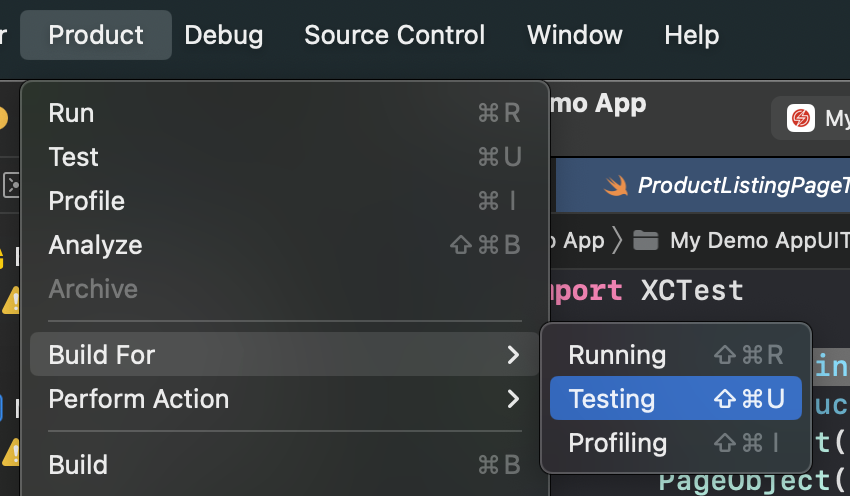 Product Debug Source Control Window Help
Run ⌘R
Test ⌘U
Profile ⌘I
Analyze ⇧⌘B
Archive
Build For
Perform Action
Build ⌘B
Running ⇧⌘R
Testing ⇧⌘U
Profiling ⇧⌘I
mo App
My
ProductListingPageT
App
My Demo AppUIT
mport XCTest
in
uc
t(
PageObject(